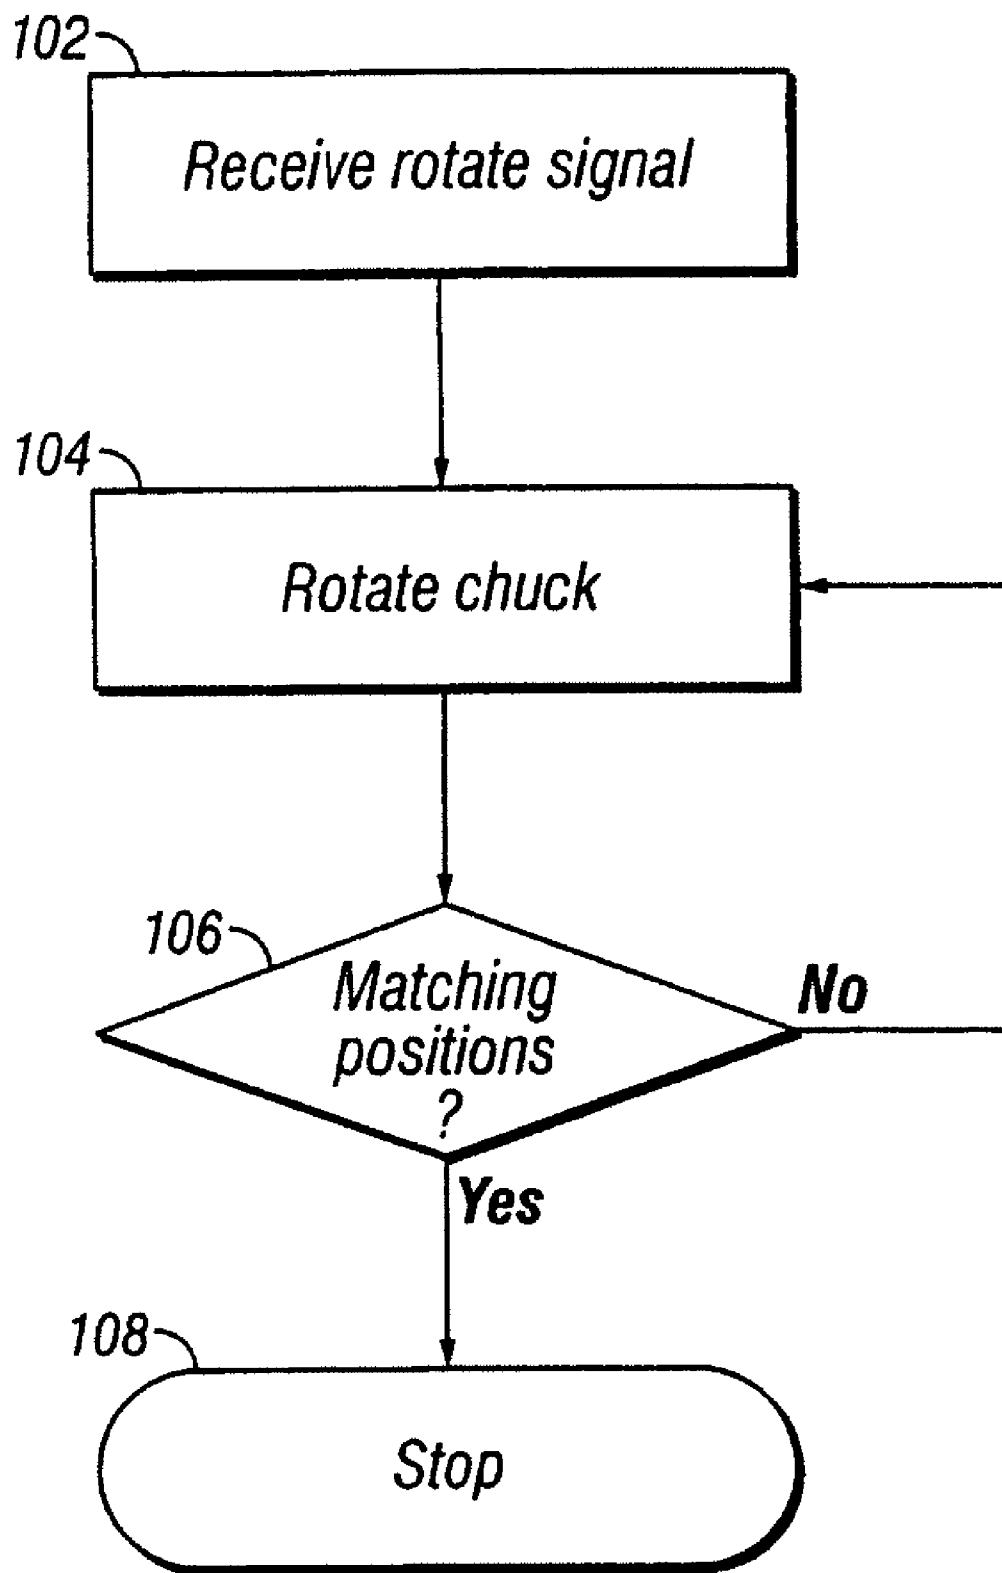 102
Receive rotate signal
104
Rotate chuck
106
Matching
positions
?
No
Yes
108
Stop